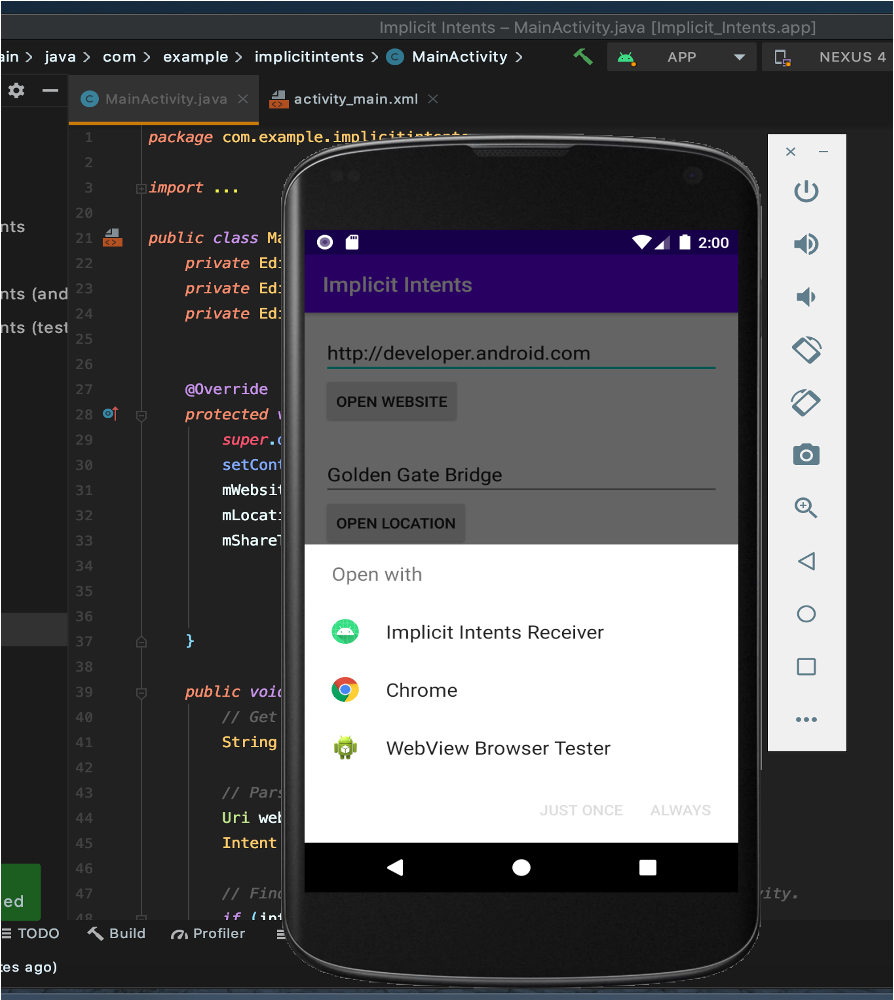 Implicit Intents – MainActivity.java [Implicit_Intents.app]
ain > java > com > example > implicitintents > C MainActivity >
APP
NEXUS 4
C MainActivity.java ×
activity_main.xml ×
1 package com.example.implicitintents
2
3 import ...
20
21 public class Ma
22 private Edi
23 private Edi
24 private Edi
25
26
27 @Override
28 protected v
29 super.o
30 setCont
31 mWebsit
32 mLocati
33 mShareT
34
35
36
37 }
38
39 public void
40 // Get
41 String
42
43 // Pars
44 Uri web
45 Intent
46
47 // Find
ity.
48 if (int
nts
nts (and
nts (test
ed
TODO
Build
Profiler
tes ago)
2:00
Implicit Intents
http://developer.android.com
OPEN WEBSITE
Golden Gate Bridge
OPEN LOCATION
Open with
Implicit Intents Receiver
Chrome
WebView Browser Tester
JUST ONCE ALWAYS